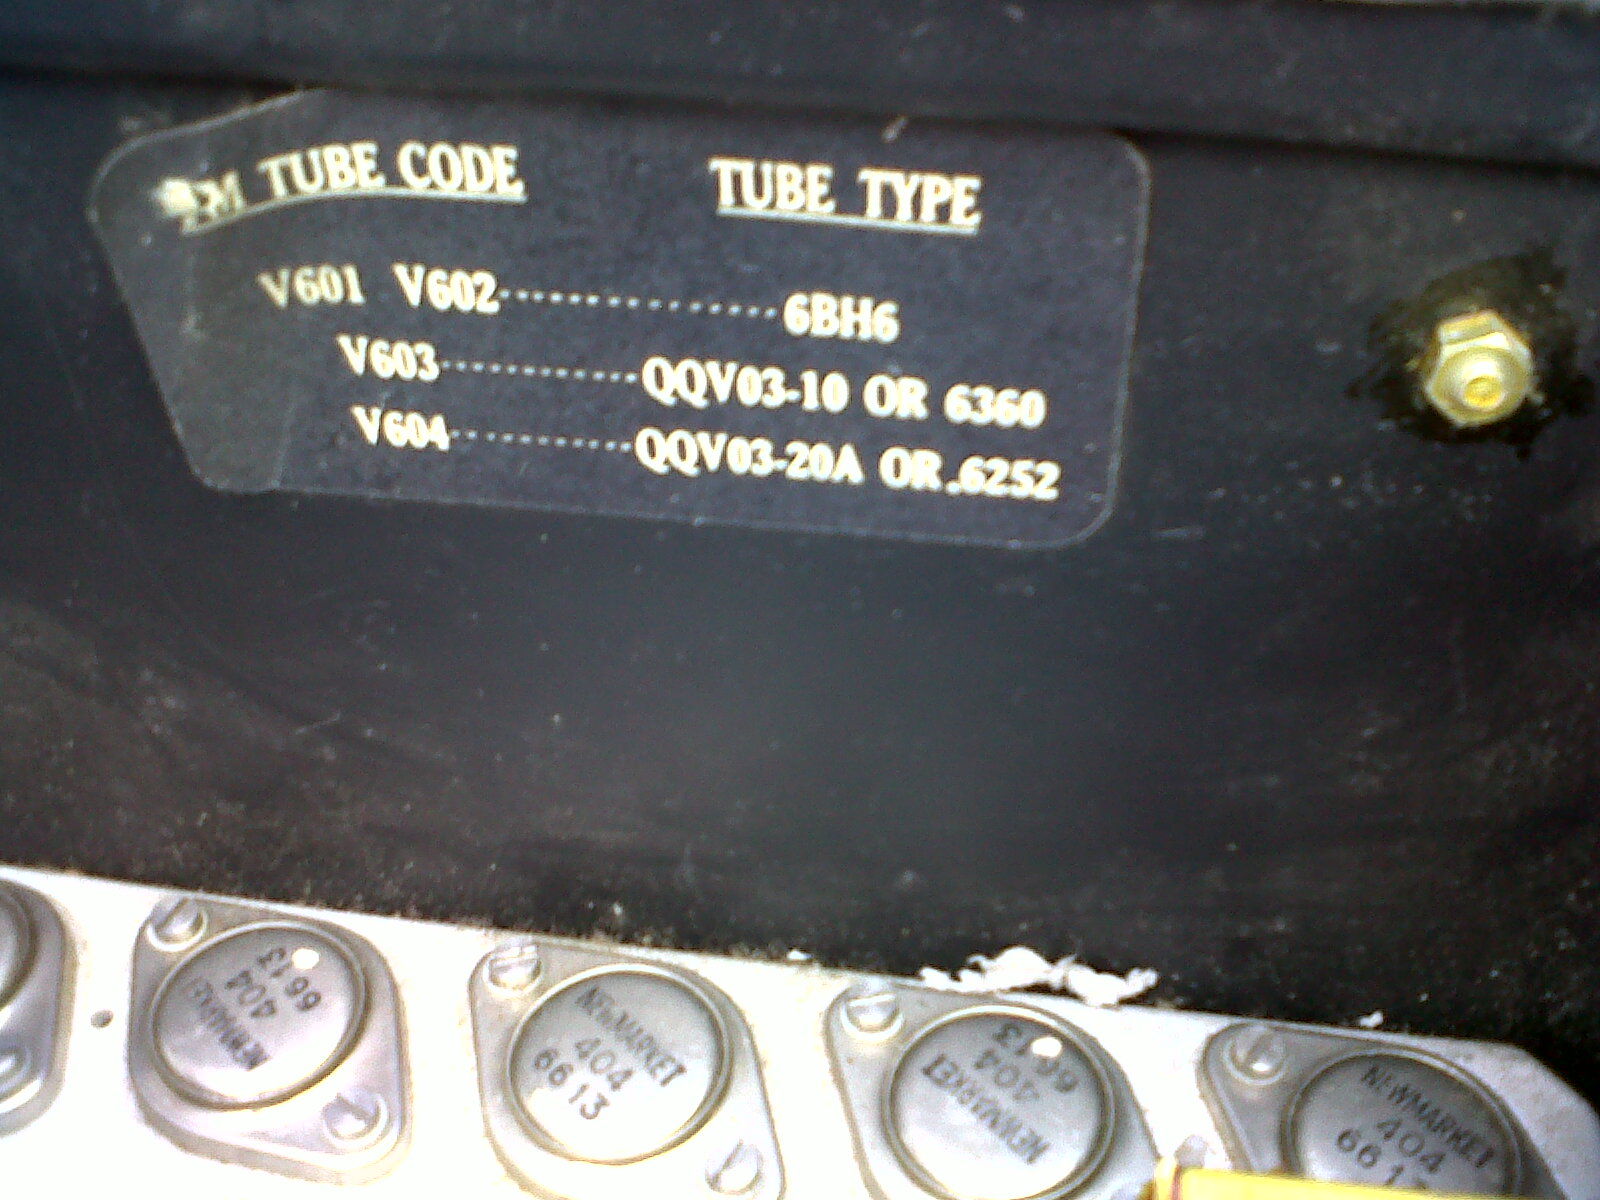 TUBE CODE TUBE TYPE
V601 V602 6BH6
V603 QQV03-10 OR 6360
V604 QQV03-20A OR.6252
NEWMARKET
404
6613
NEWMARKET
404
6613
NEWMARKET
404
6613
NEWMARKET
404